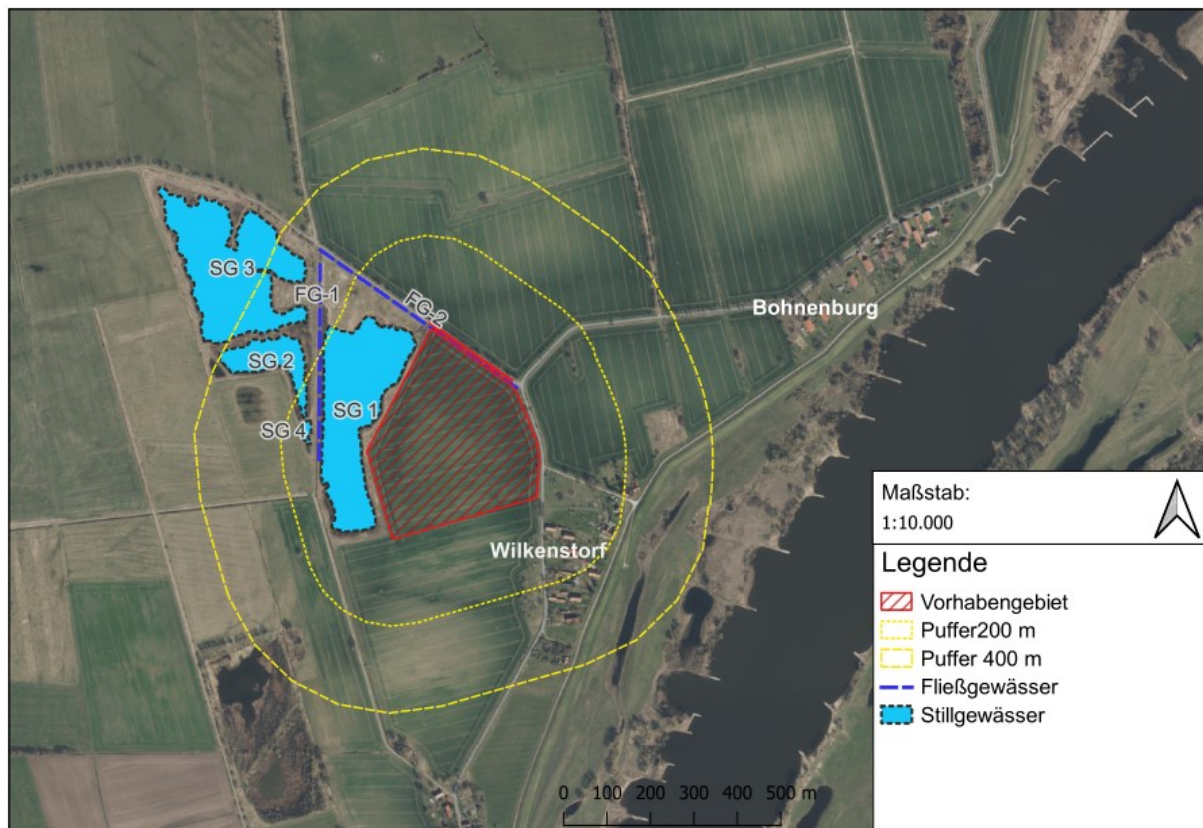 SG 3
FG-1
FG-2
SG 2
SG 1
SG 4
Bohnenburg
Wilkenstorf
0 100 200 300 400 500 m
Maßstab:
1:10.000
Legende
Vorhabengebiet
Puffer200 m
Puffer 400 m
Fließgewässer
Stillgewässer